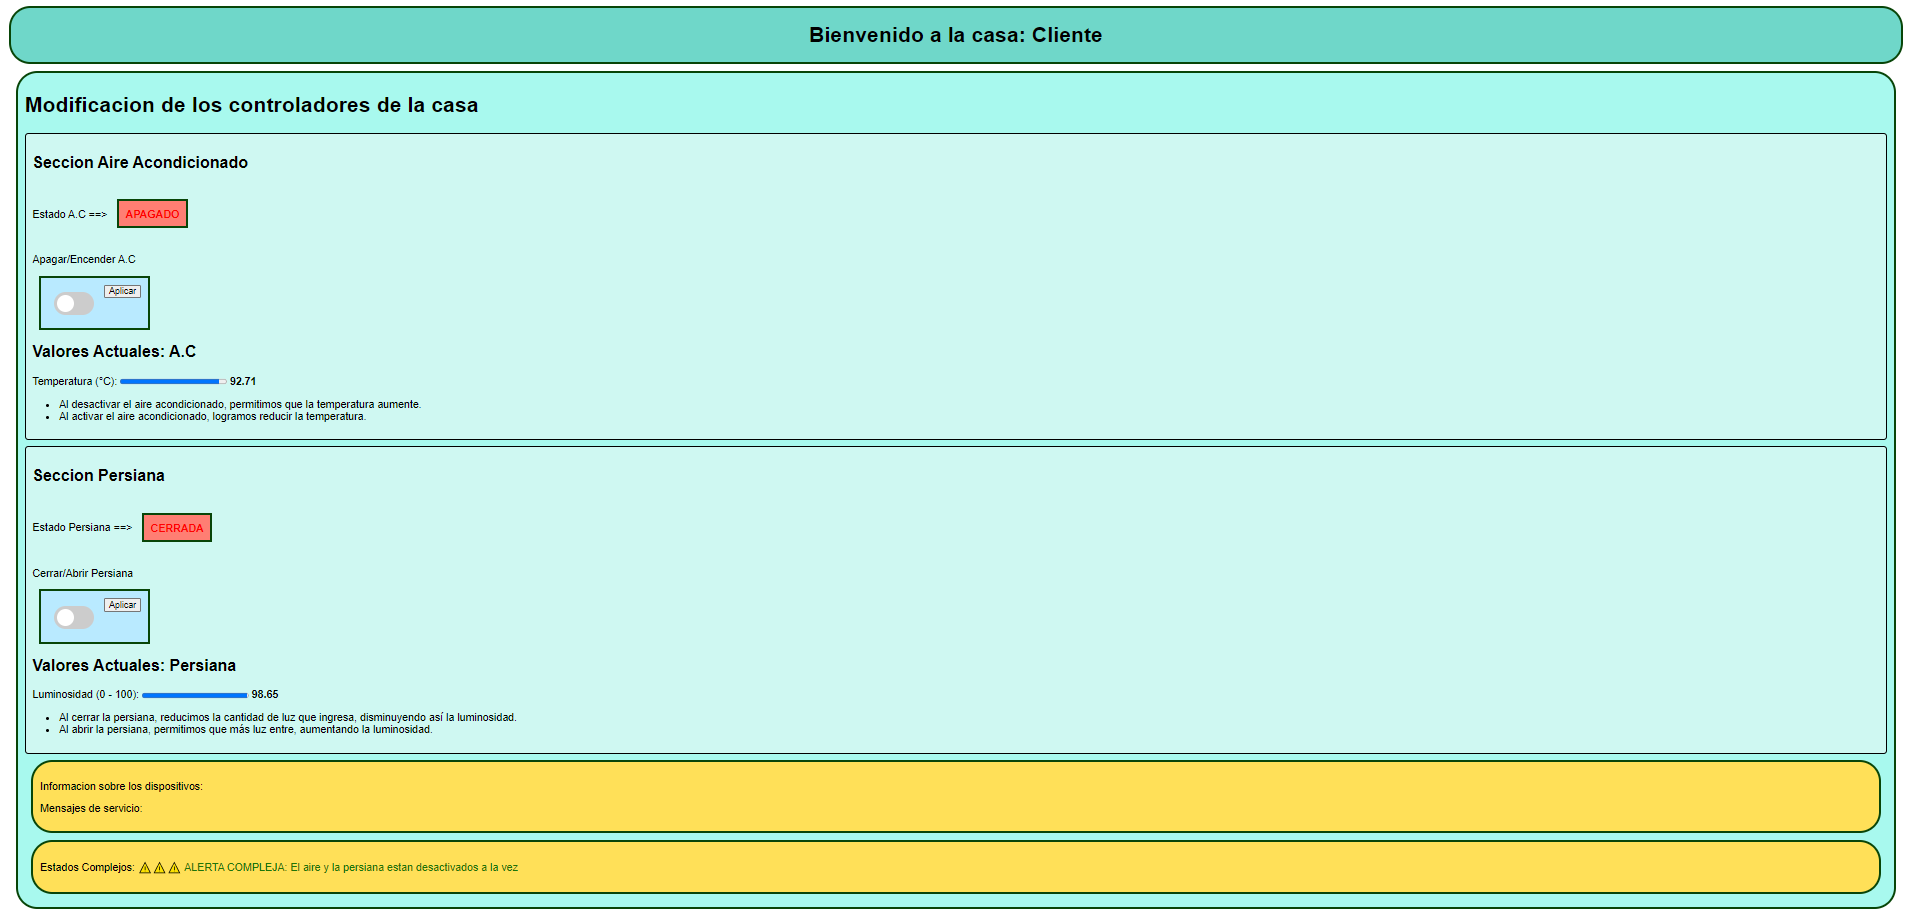 Bienvenido a la casa: Cliente
Modificacion de los controladores de la casa
Seccion Aire Acondicionado
Estado A.C ==> APAGADO
Apagar/Encender A.C
Aplicar
Valores Actuales: A.C
Temperatura (°C): 92.71
• Al desactivar el aire acondicionado, permitimos que la temperatura aumente.
• Al activar el aire acondicionado, logramos reducir la temperatura.
Seccion Persiana
Estado Persiana ==> CERRADA
Cerrar/Abrir Persiana
Aplicar
Valores Actuales: Persiana
Luminosidad (0 - 100): 98.65
• Al cerrar la persiana, reducimos la cantidad de luz que ingresa, disminuyendo así la luminosidad.
• Al abrir la persiana, permitimos que más luz entre, aumentando la luminosidad.
Informacion sobre los dispositivos:
Mensajes de servicio:
Estados Complejos: ⚠⚠⚠ ALERTA COMPLEJA: El aire y la persiana estan desactivados a la vez